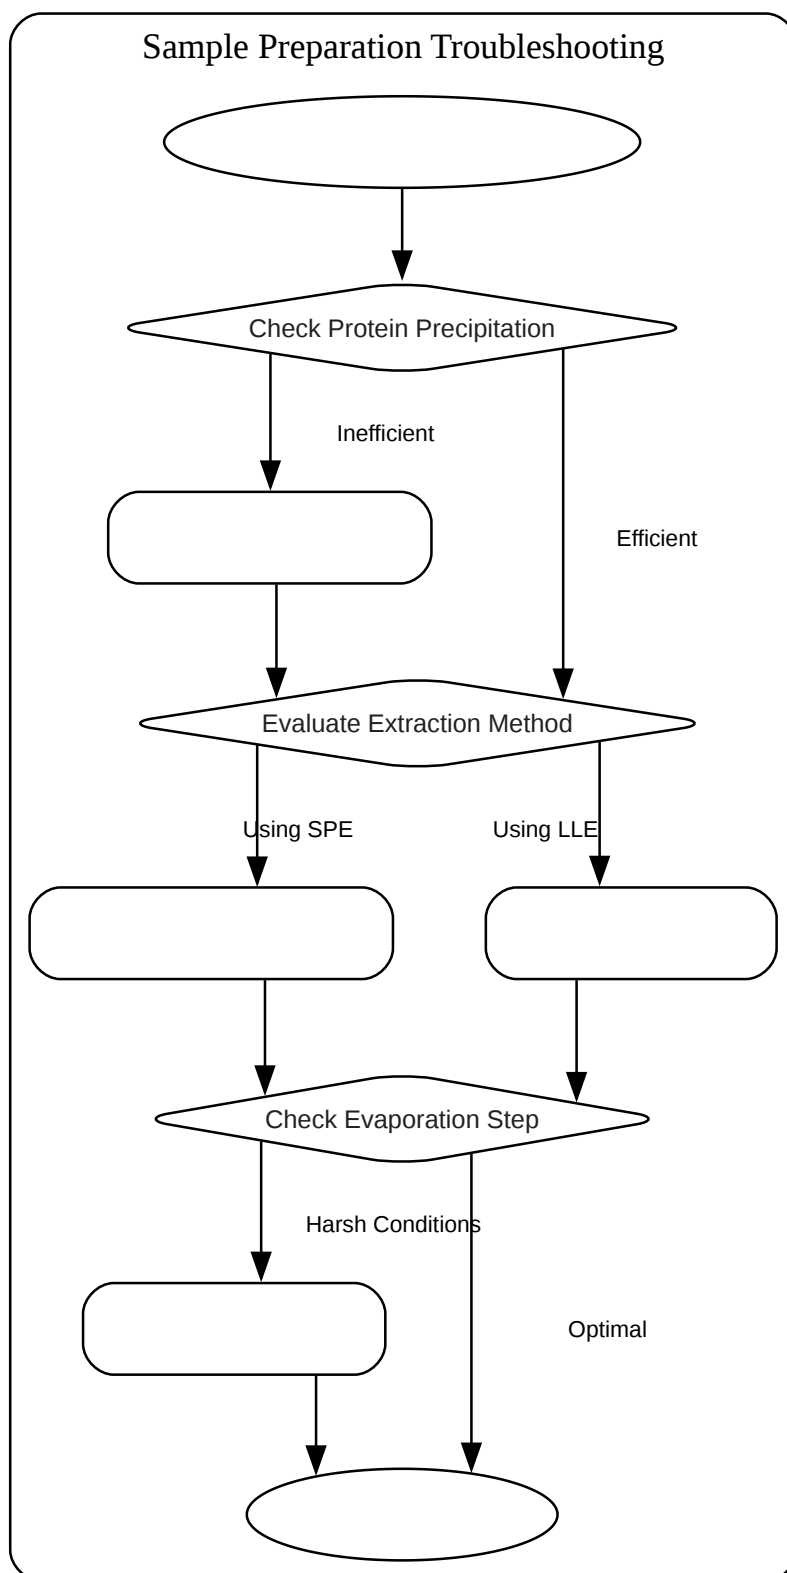 Sample Preparation Troubleshooting
Check Protein Precipitation
Inefficient
Efficient
Evaluate Extraction Method
Using SPE
Using LLE
Check Evaporation Step
Harsh Conditions
Optimal